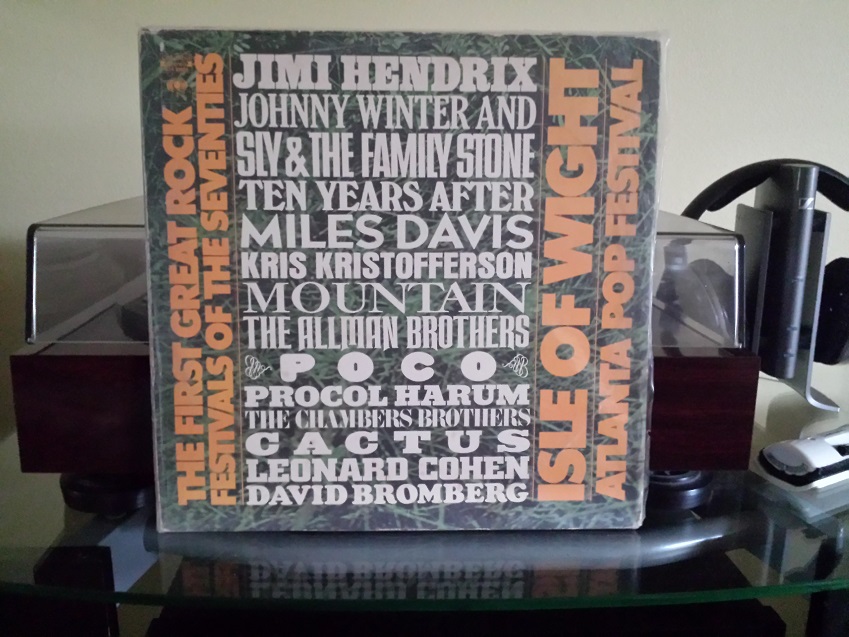 THE FIRST GREAT ROCK
FESTIVALS OF THE SEVENTIES
JIMI HENDRIX
JOHNNY WINTER AND
SLY & THE FAMILY STONE
TEN YEARS AFTER
MILES DAVIS
KRIS KRISTOFFERSON
MOUNTAIN
THE ALLMAN BROTHERS
POCO
PROCOL HARUM
THE CHAMBERS BROTHERS
CACTUS
LEONARD COHEN
DAVID BROMBERG
ISLE OF WIGHT
ATLANTA POP FESTIVAL